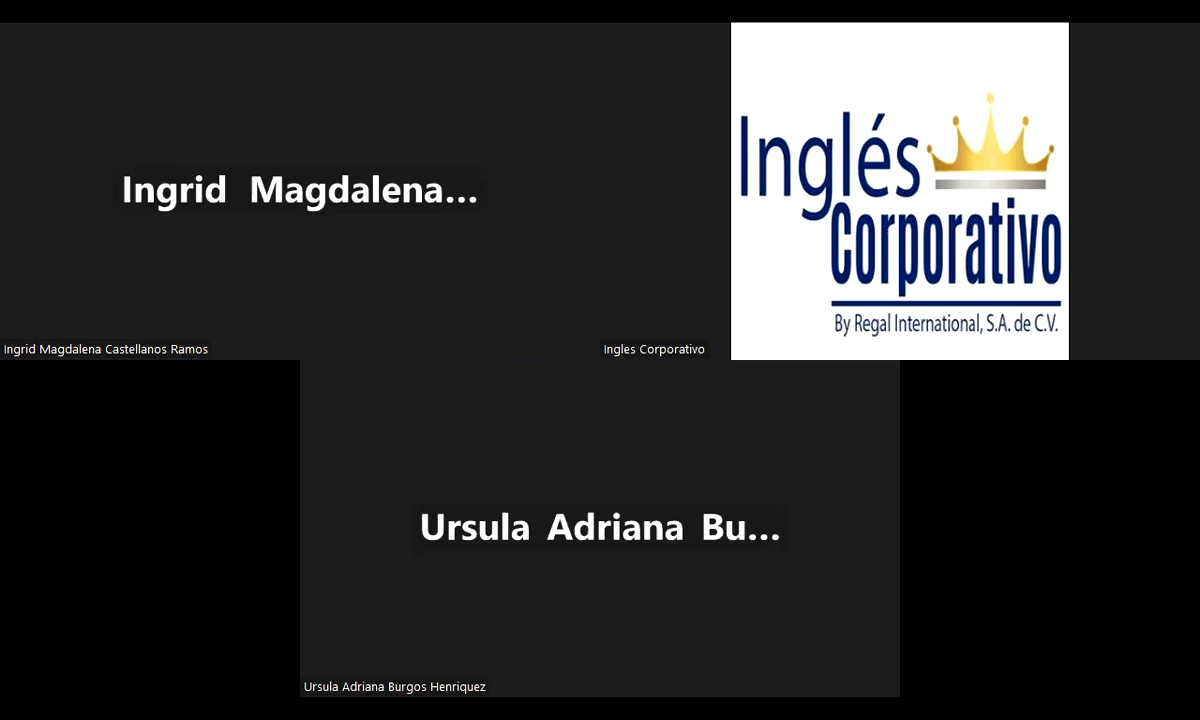 Ingrid Magdalena...
Inglés
Corporativo
By Regal International, S.A. de C.V.
Ingrid Magdalena Castellanos Ramos
Ingles Corporativo
Ursula Adriana Bu...
Ursula Adriana Burgos Henriquez